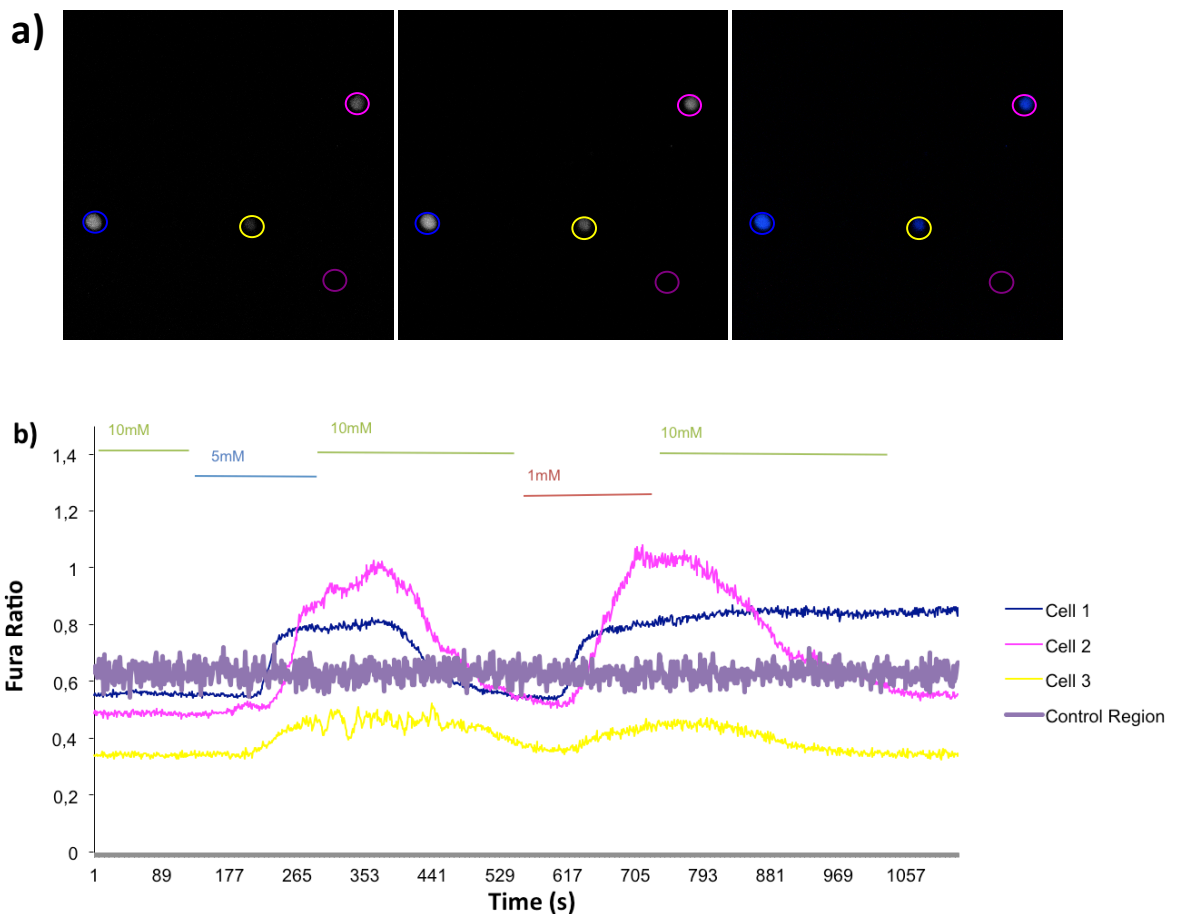 a)
b)
10mM
5mM
10mM
1mM
10mM
1,4
1,2
1
0,8
0,6
0,4
0,2
0
Fura Ratio
1 89 177 265 353 441 529 617 705 793 881 969 1057
Time (s)
Cell 1
Cell 2
Cell 3
Control Region